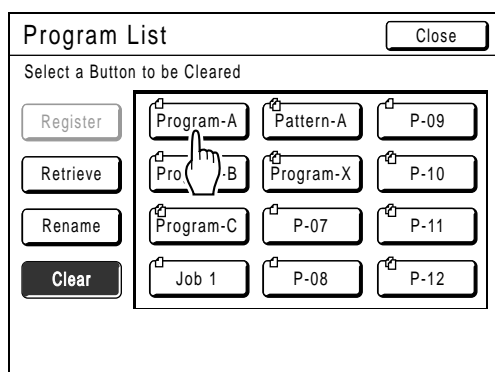 Program List
Close
Select a Button to be Cleared
Register
Program-A
Pattern-A
P-09
Retrieve
Pro -B
Program-X
P-10
Rename
Program-C
P-07
P-11
Clear
Job 1
P-08
P-12